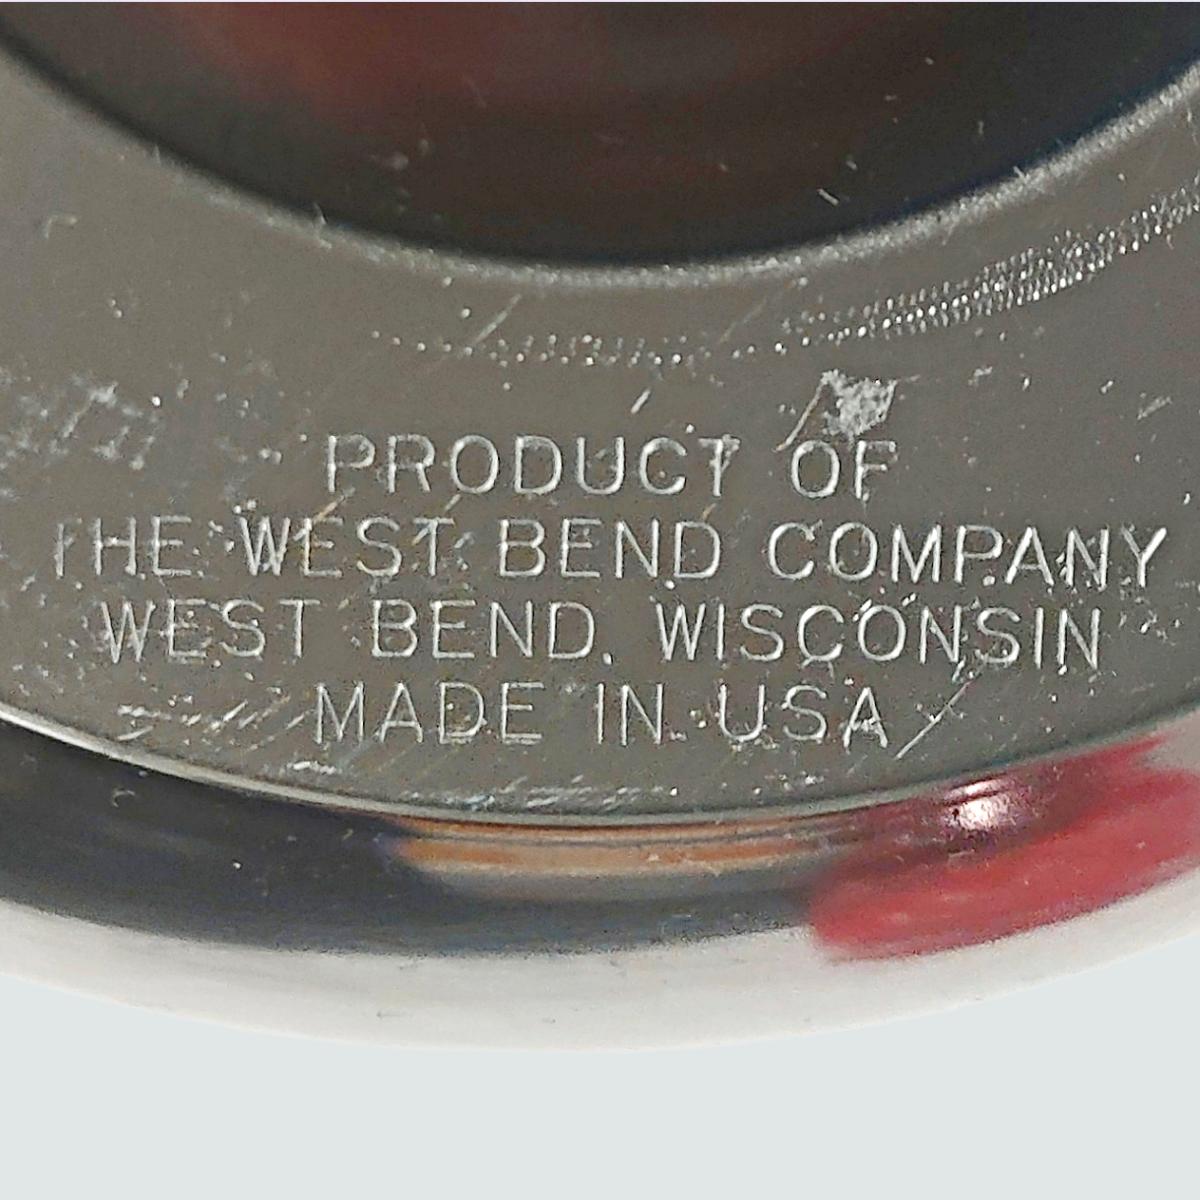 PRODUCT OF
THE WEST BEND COMPANY
WEST BEND, WISCONSIN
MADE IN USA